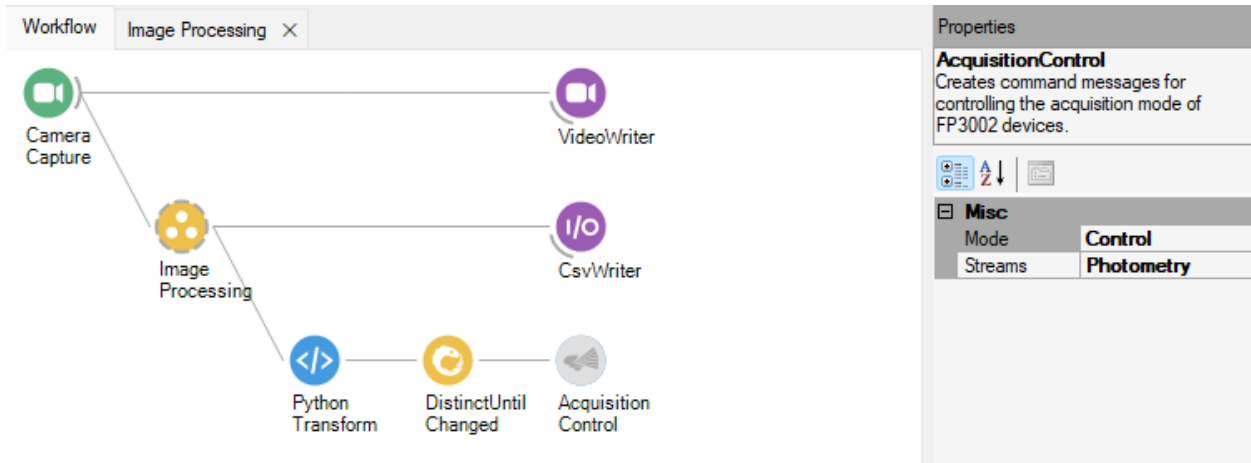 Workflow
Image Processing ×
Camera
Capture
VideoWriter
Image
Processing
I/O
CsvWriter
</>
Python
Transform
DistinctUntil
Changed
Acquisition
Control
Properties
AcquisitionControl
Creates command messages for
controlling the acquisition mode of
FP3002 devices.
A
Z
Misc
Mode Control
Streams Photometry